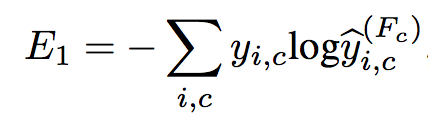 $E_1 = -\sum_{i,c} y_{i,c} \log \widehat{y}_{i,c}^{(F_c)}.$